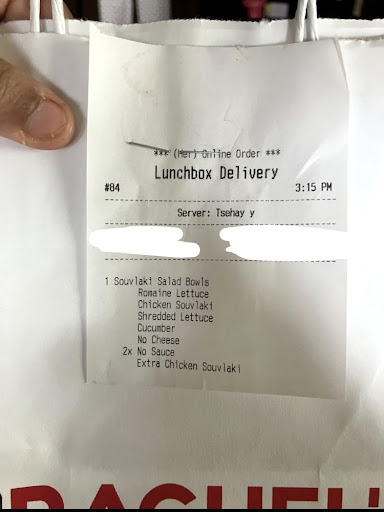 *** (Her) Online Order ***
Lunchbox Delivery
#84 3:15 PM
Server: Tsehay y
1 Souvlaki Salad Bowls
Romaine Lettuce
Chicken Souvlaki
Shredded Lettuce
Cucumber
No Cheese
2x No Sauce
Extra Chicken Souvlaki